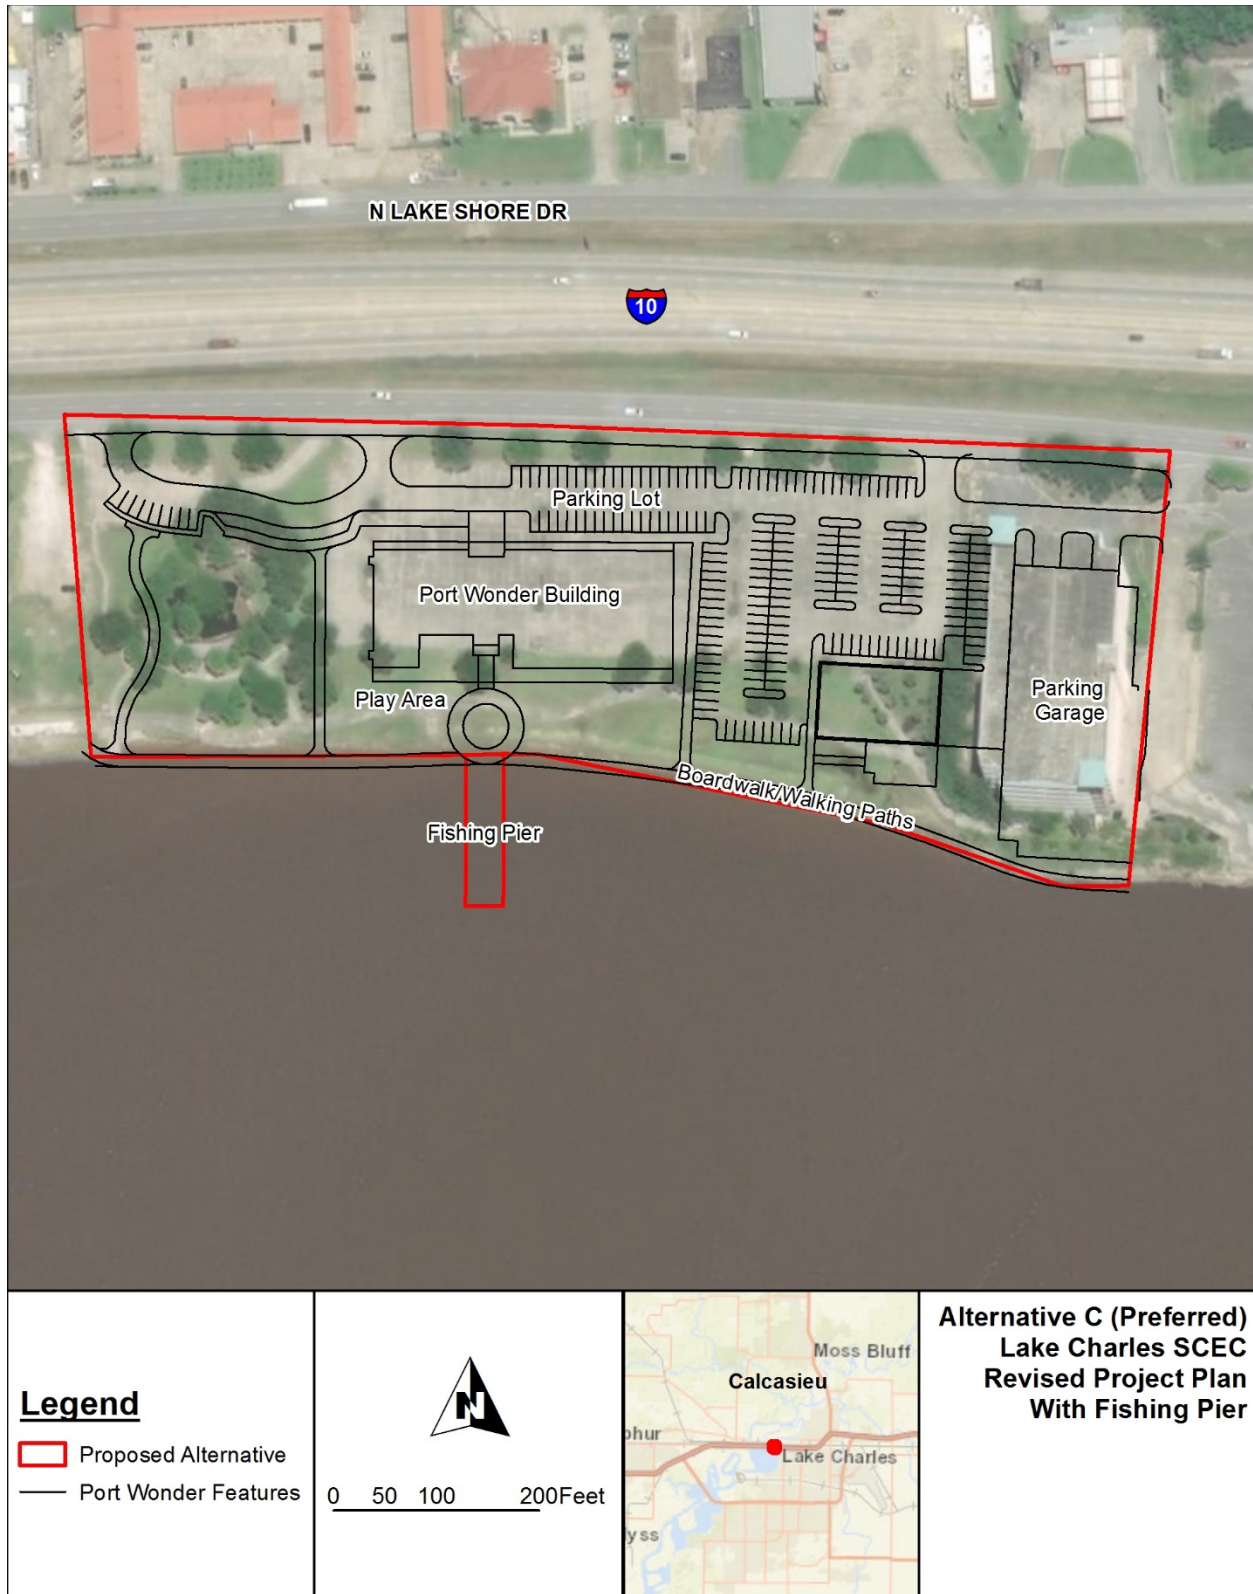 N LAKE SHORE DR
10
Parking Lot
Port Wonder Building
Play Area
Parking
Garage
Boardwalk/Walking Paths
Fishing Pier
Legend
Proposed Alternative
Port Wonder Features
N
0 50 100 200Feet
Moss Bluff
Calcasieu
phur
Lake Charles
yss
Alternative C (Preferred)
Lake Charles SCEC
Revised Project Plan
With Fishing Pier